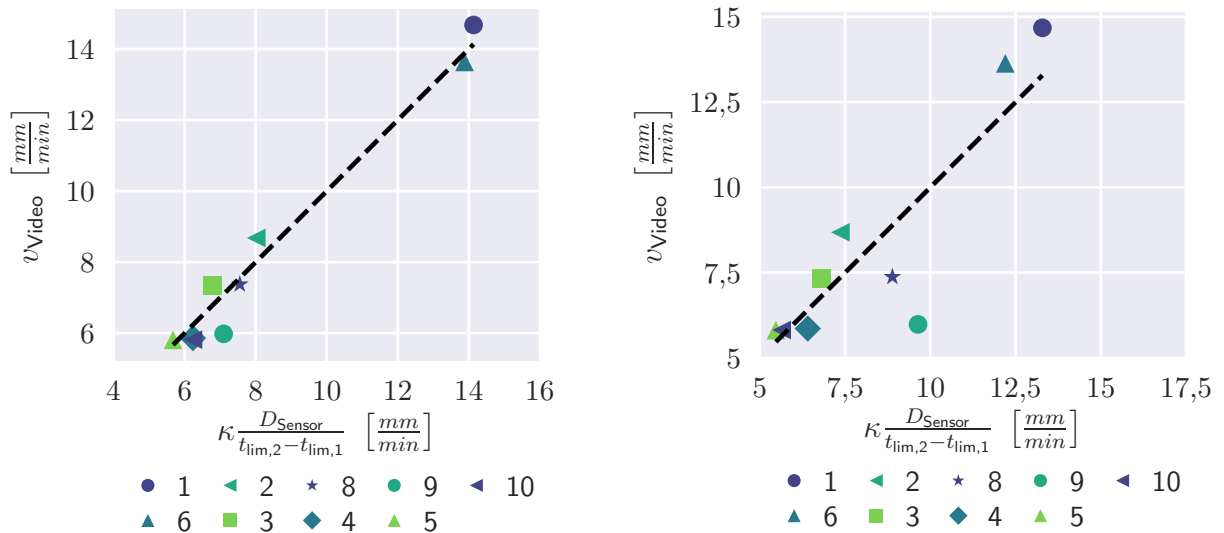 14
12
10
8
6
v_Video [mm/min]
4 6 8 10 12 14 16
κ D_Sensor/(t_lim,2 − t_lim,1) [mm/min]
1 2 8 9 10
6 3 4 5
15
12,5
10
7,5
5
v_Video [mm/min]
5 7,5 10 12,5 15 17,5
κ D_Sensor/(t_lim,2 − t_lim,1) [mm/min]
1 2 8 9 10
6 3 4 5